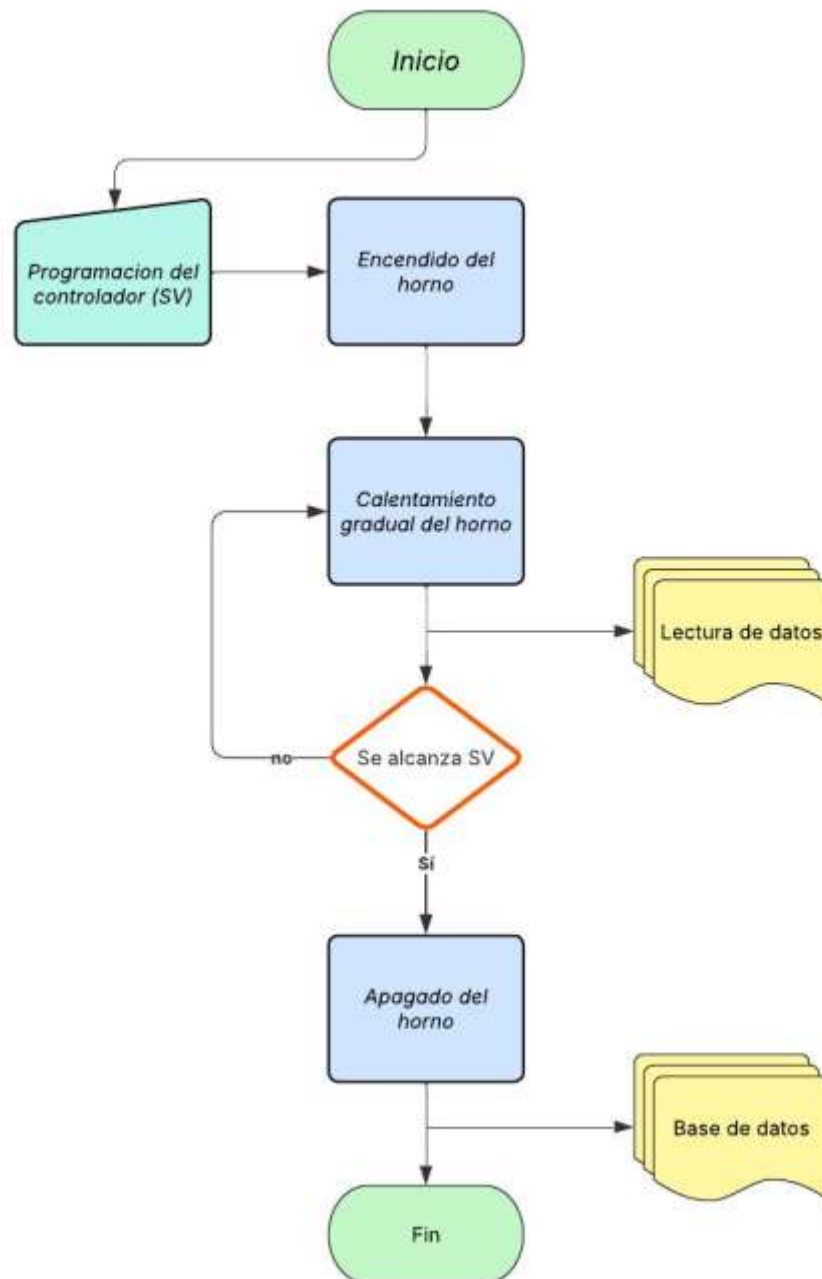 Inicio
Programacion del
controlador (SV)
Encendido del
horno
Calentamiento
gradual del horno
Lectura de datos
Se alcanza SV
no
Sí
Apagado del
horno
Base de datos
Fin